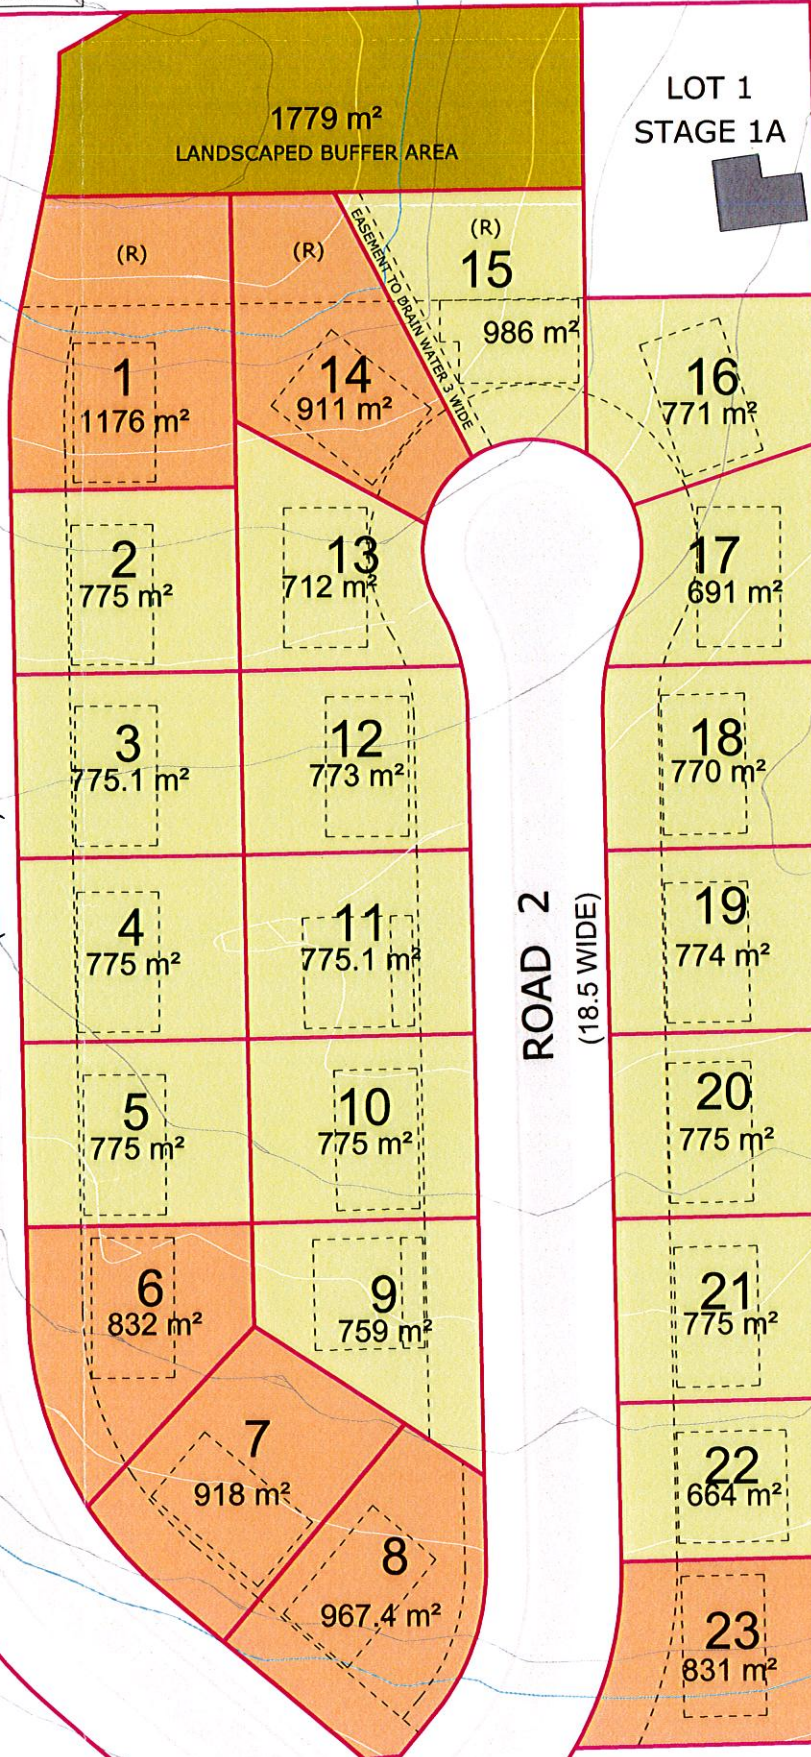 LOT 1
STAGE 1A
1779 m²
LANDSCAPED BUFFER AREA
(R)
(R)
(R)
15
986 m²
EASEMENT TO DRAIN WATER 3 WIDE
1
1176 m²
14
911 m²
16
771 m²
2
775 m²
13
712 m²
17
691 m²
3
775.1 m²
12
773 m²
18
770 m²
4
775 m²
11
775.1 m²
19
774 m²
ROAD 2
(18.5 WIDE)
5
775 m²
10
775 m²
20
775 m²
6
832 m²
9
759 m²
21
775 m²
7
918 m²
22
664 m²
8
967.4 m²
23
831 m²